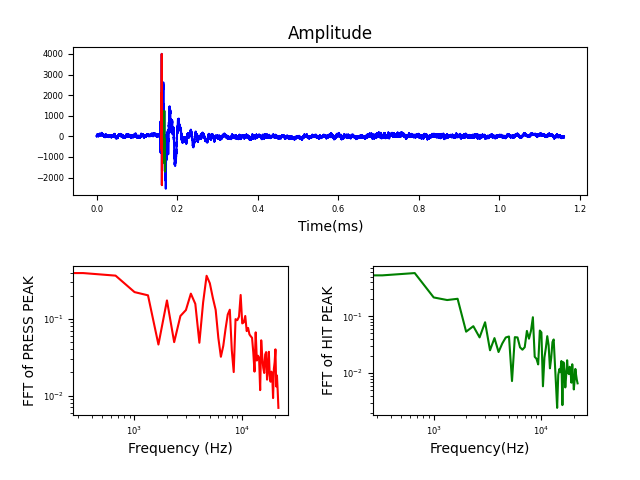 Amplitude
4000
3000
2000
1000
0
−1000
−2000
0.0 0.2 0.4 0.6 0.8 1.0 1.2
Time(ms)
FFT of PRESS PEAK
10⁻¹
10⁻²
10³ 10⁴
Frequency (Hz)
FFT of HIT PEAK
10⁻¹
10⁻²
10³ 10⁴
Frequency(Hz)